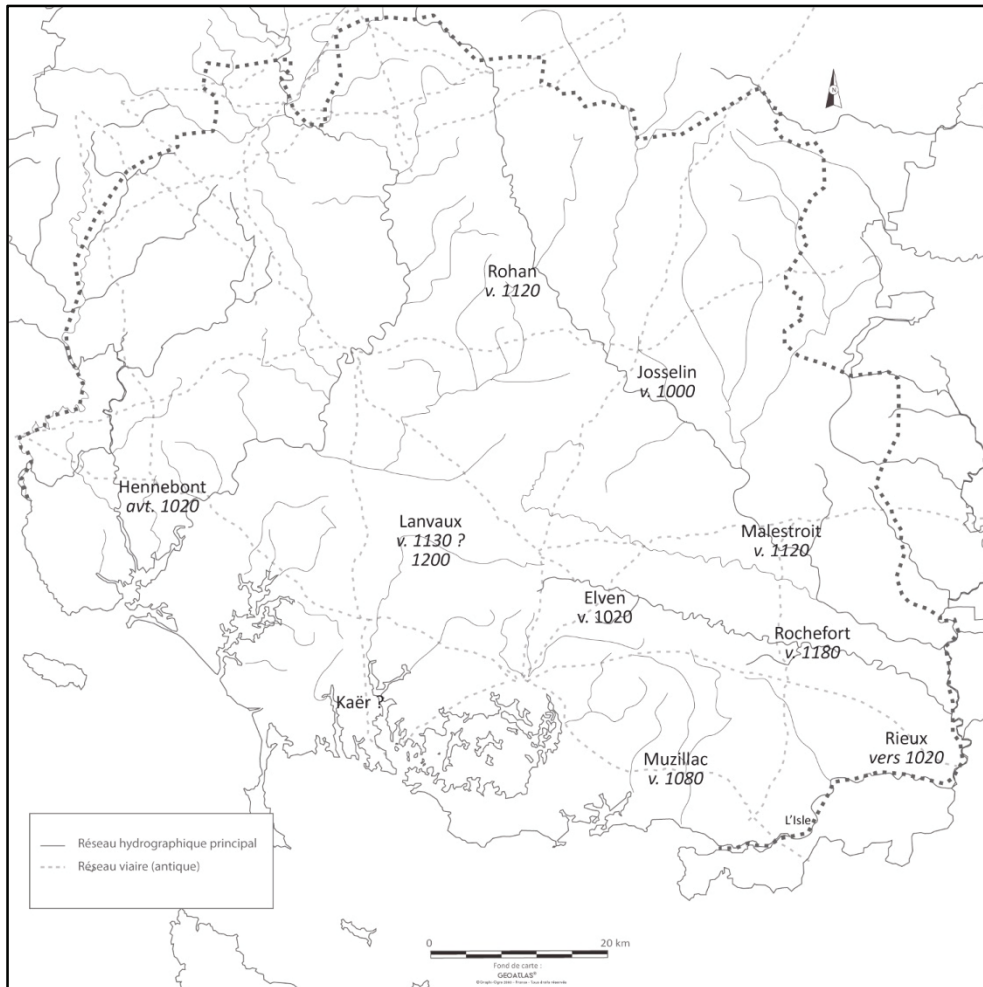 N
Rohan
v. 1120
Josselin
v. 1000
Hennebont
avt. 1020
Lanvaux
v. 1130 ?
1200
Malestroit
v. 1120
Elven
v. 1020
Rochefort
v. 1180
Kaër ?
Rieux
vers 1020
Muzillac
v. 1080
L'Isle
Réseau hydrographique principal
Réseau viaire (antique)
0 20 km
Fond de carte :
GEOATLAS®